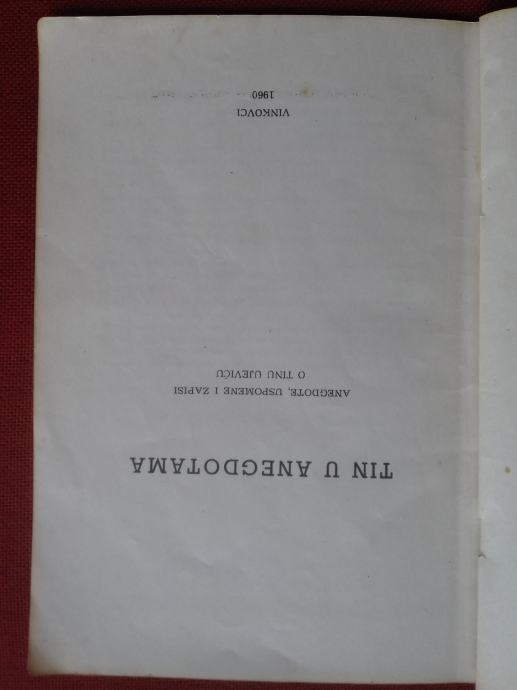 TIN U ANEGDOTAMA
ANEGDOTE, USPOMENE I ZAPISI
O TINU UJEVIĆU
VINKOVCI
1960